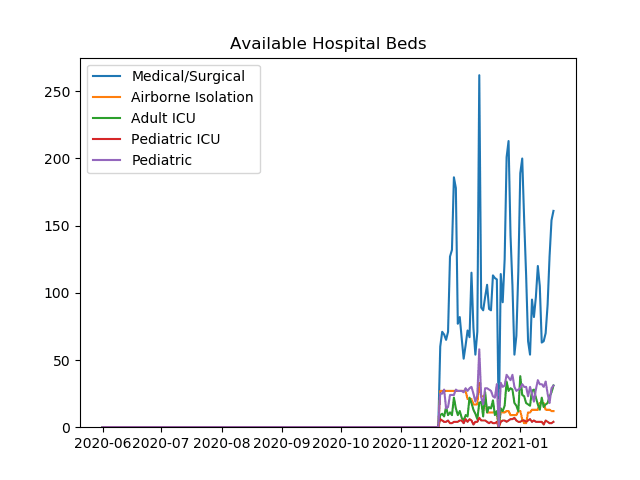 Available Hospital Beds
Medical/Surgical
Airborne Isolation
Adult ICU
Pediatric ICU
Pediatric
250
200
150
100
50
0
2020-06 2020-07 2020-08 2020-09 2020-10 2020-11 2020-12 2021-01